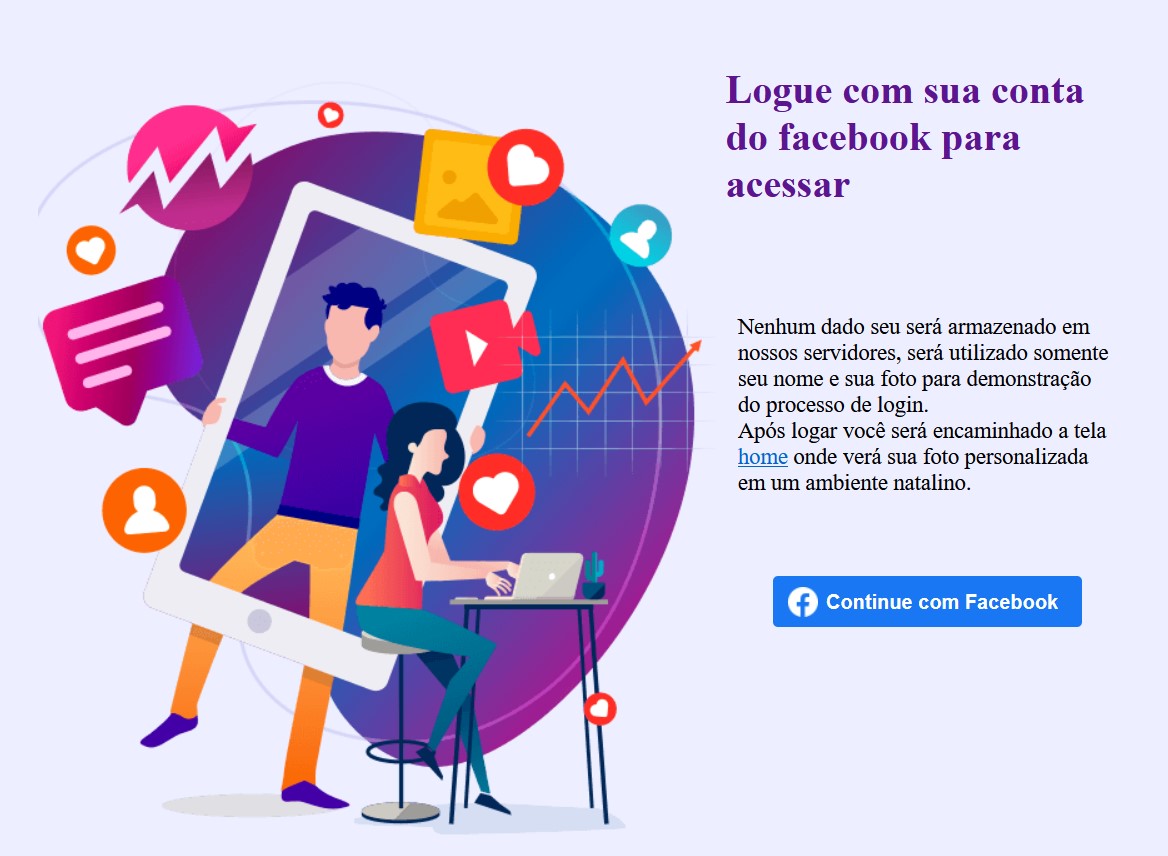 Logue com sua conta
do facebook para
acessar
Nenhum dado seu será armazenado em
nossos servidores, será utilizado somente
seu nome e sua foto para demonstração
do processo de login.
Após logar você será encaminhado a tela
home onde verá sua foto personalizada
em um ambiente natalino.
Continue com Facebook